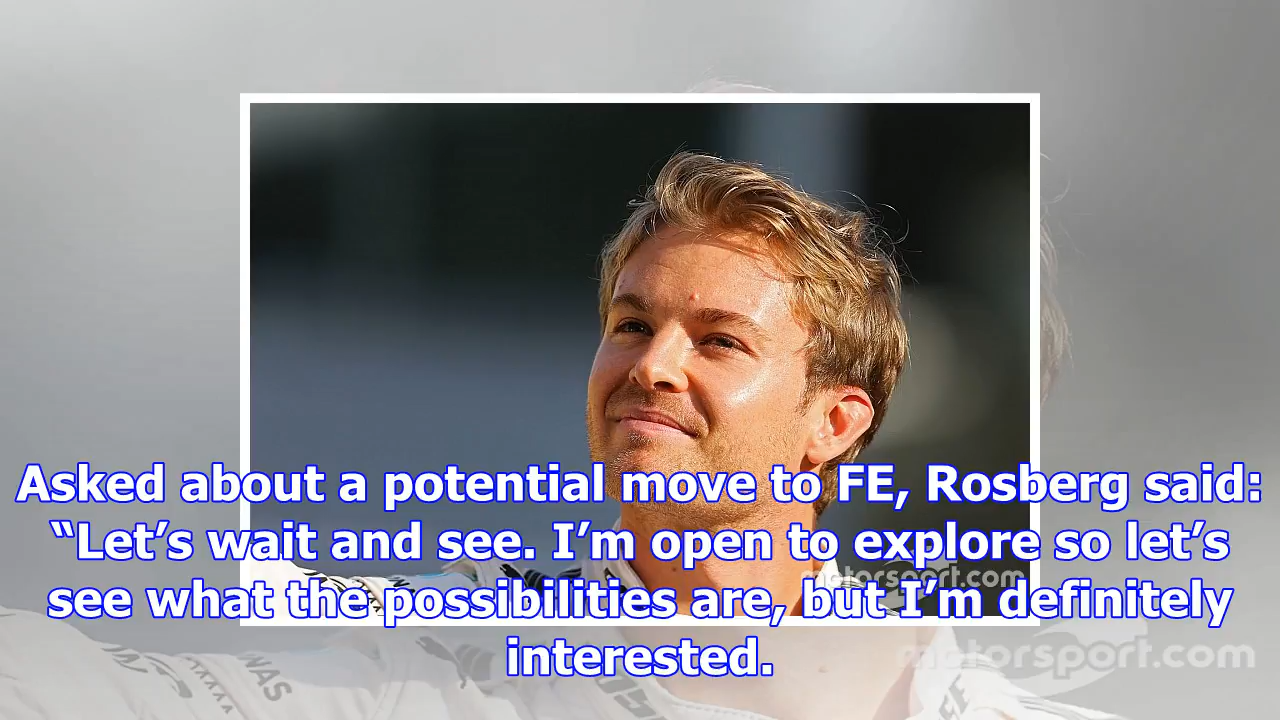 Asked about a potential move to FE, Rosberg said:
“Let’s wait and see. I’m open to explore so let’s
see what the possibilities are, but I’m definitely
interested.
motorsport.com
motorsport.com